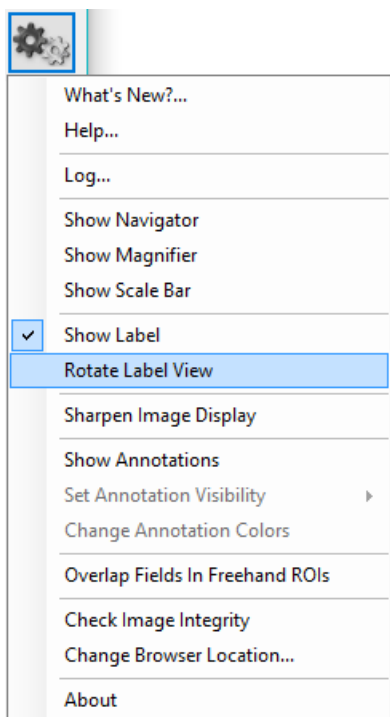 What's New?...
Help...
Log...
Show Navigator
Show Magnifier
Show Scale Bar
Show Label
Rotate Label View
Sharpen Image Display
Show Annotations
Set Annotation Visibility
Change Annotation Colors
Overlap Fields In Freehand ROIs
Check Image Integrity
Change Browser Location...
About